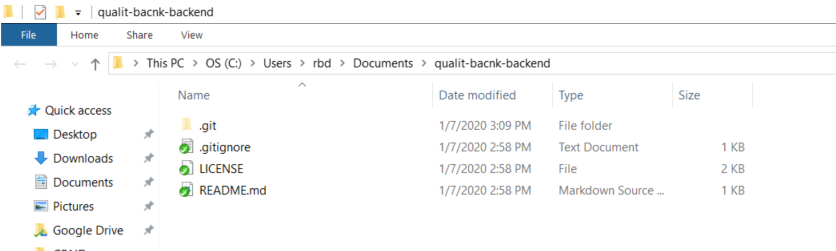 qualit-bacnk-backend
File Home Share View
This PC > OS (C:) > Users > rbd > Documents > qualit-bacnk-backend
Name Date modified Type Size
Quick access
Desktop
Downloads
Documents
Pictures
Google Drive
.git 1/7/2020 3:09 PM File folder
.gitignore 1/7/2020 2:58 PM Text Document 1 KB
LICENSE 1/7/2020 2:58 PM File 2 KB
README.md 1/7/2020 2:58 PM Markdown Source ... 1 KB